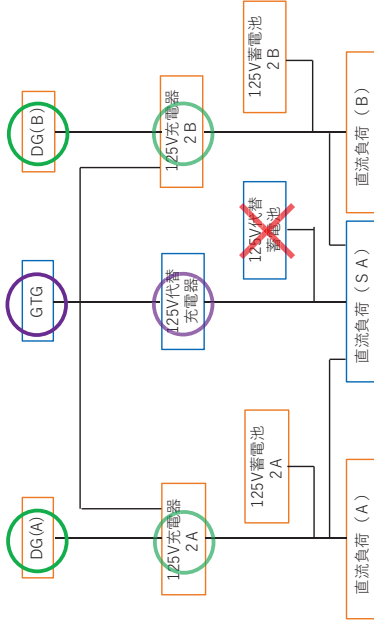 DG(A)
GTG
DG(B)
125V充電器
2A
125V代替
充電器
125V充電器
2B
125V蓄電池
2A
125V代替
蓄電池
125V蓄電池
2B
直流負荷（A）
直流負荷（SA）
直流負荷（B）